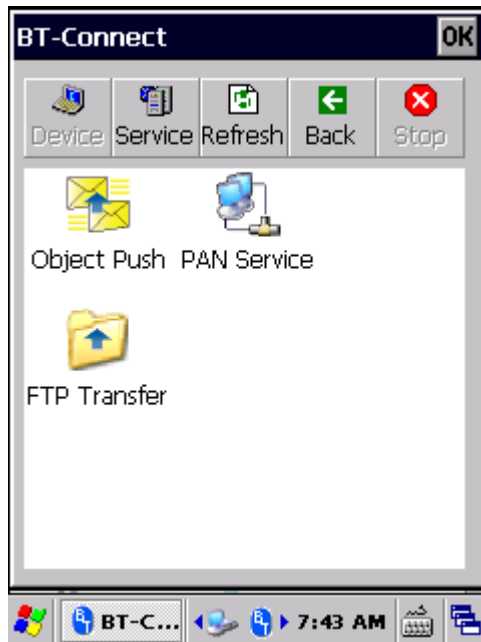 BT-Connect OK
Device Service Refresh Back Stop
Object Push PAN Service
FTP Transfer
BT-C... 7:43 AM